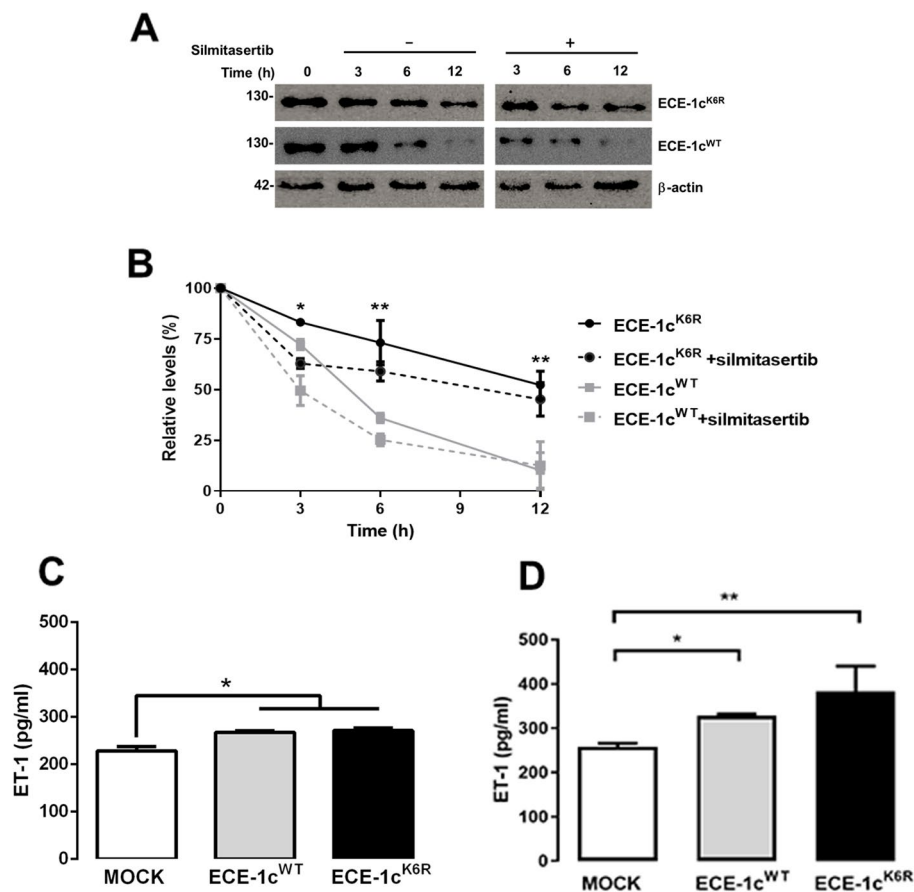 A
Silmitasertib – +
Time (h) 0 3 6 12 3 6 12
130- ECE-1cᴷ⁶ᴿ
130- ECE-1cᵂᵀ
42- β-actin
B
Relative levels (%)
100
75
50
25
0
* ** **
0 3 6 9 12
Time (h)
ECE-1cᴷ⁶ᴿ
ECE-1cᴷ⁶ᴿ +silmitasertib
ECE-1cᵂᵀ
ECE-1cᵂᵀ+silmitasertib
C
ET-1 (pg/ml)
500
400
300
200
100
0
*
MOCK ECE-1cᵂᵀ ECE-1cᴷ⁶ᴿ
D
ET-1 (pg/ml)
500
400
300
200
100
0
**
*
MOCK ECE-1cᵂᵀ ECE-1cᴷ⁶ᴿ